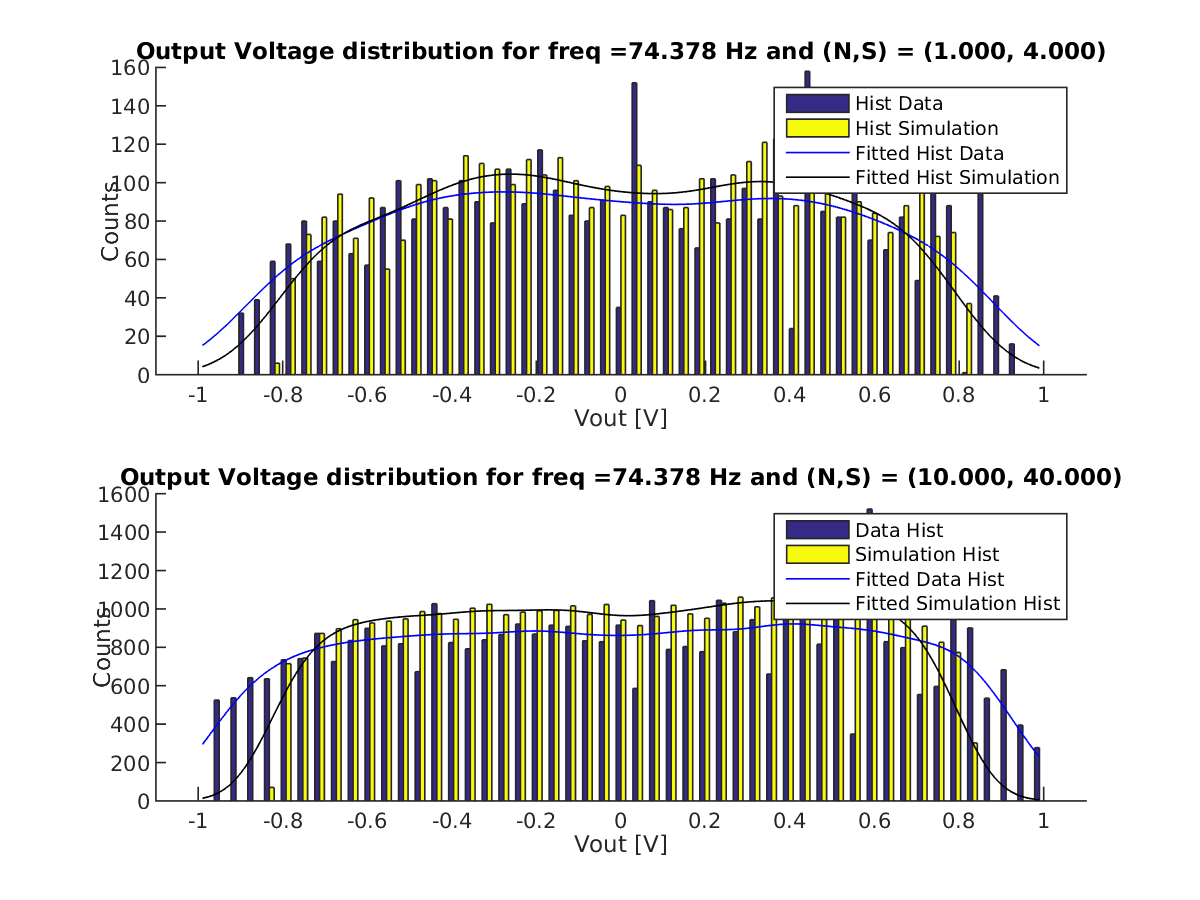 Output Voltage distribution for freq =74.378 Hz and (N,S) = (1.000, 4.000)
160
140
120
100
80
60
40
20
0
Counts
Hist Data
Hist Simulation
Fitted Hist Data
Fitted Hist Simulation
-1 -0.8 -0.6 -0.4 -0.2 0 0.2 0.4 0.6 0.8 1
Vout [V]
Output Voltage distribution for freq =74.378 Hz and (N,S) = (10.000, 40.000)
1600
1400
1200
1000
800
600
400
200
0
Counts
Data Hist
Simulation Hist
Fitted Data Hist
Fitted Simulation Hist
-1 -0.8 -0.6 -0.4 -0.2 0 0.2 0.4 0.6 0.8 1
Vout [V]